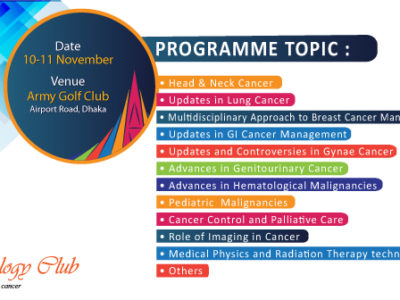 Date
10-11 November
Venue
Army Golf Club
Airport Road, Dhaka
PROGRAMME TOPIC :
• Head & Neck Cancer
• Updates in Lung Cancer
• Multidisciplinary Approach to Breast Cancer Man
• Updates in GI Cancer Management
• Updates and Controversies in Gynae Cancer
• Advances in Genitourinary Cancer
• Advances in Hematological Malignancies
• Pediatric Malignancies
• Cancer Control and Palliative Care
• Role of Imaging in Cancer
• Medical Physics and Radiation Therapy techn
• Others
logy Club
cancer